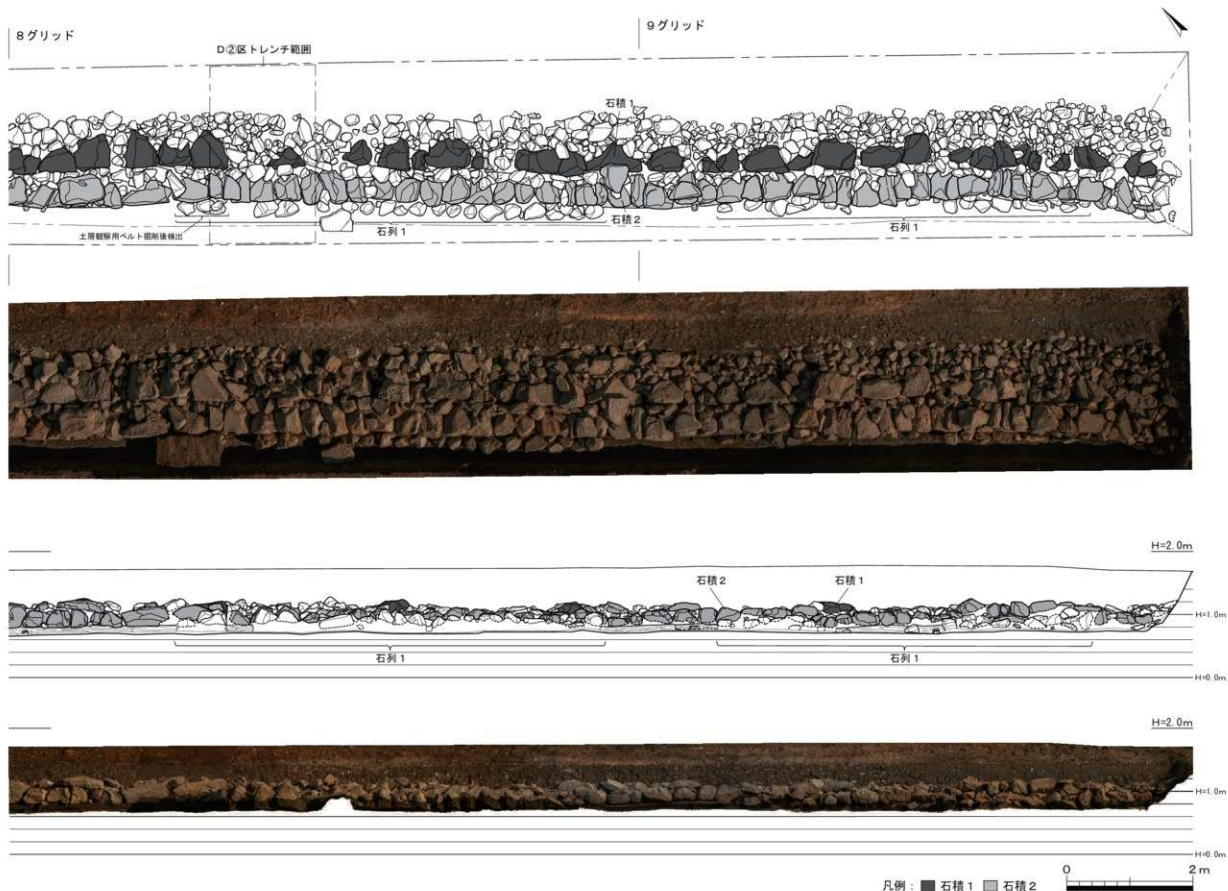 8グリッド
9グリッド
D②区トレンチ範囲
石積1
石積2
土層観察用ベルト掘削後検出
石列1
石列1
H=2.0m
石積2
石積1
H=1.0m
石列1
石列1
H=0.0m
H=2.0m
H=1.0m
H=0.0m
0
2m
凡例：
石積1
石積2